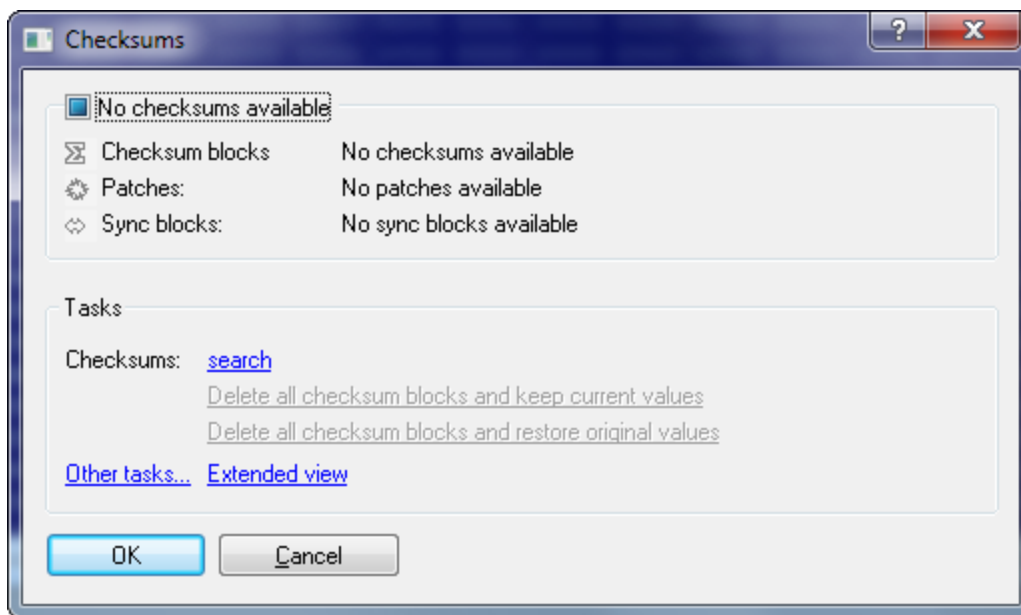 Checksums
No checksums available
Checksum blocks No checksums available
Patches: No patches available
Sync blocks: No sync blocks available
Tasks
Checksums: search
Delete all checksum blocks and keep current values
Delete all checksum blocks and restore original values
Other tasks... Extended view
OK Cancel